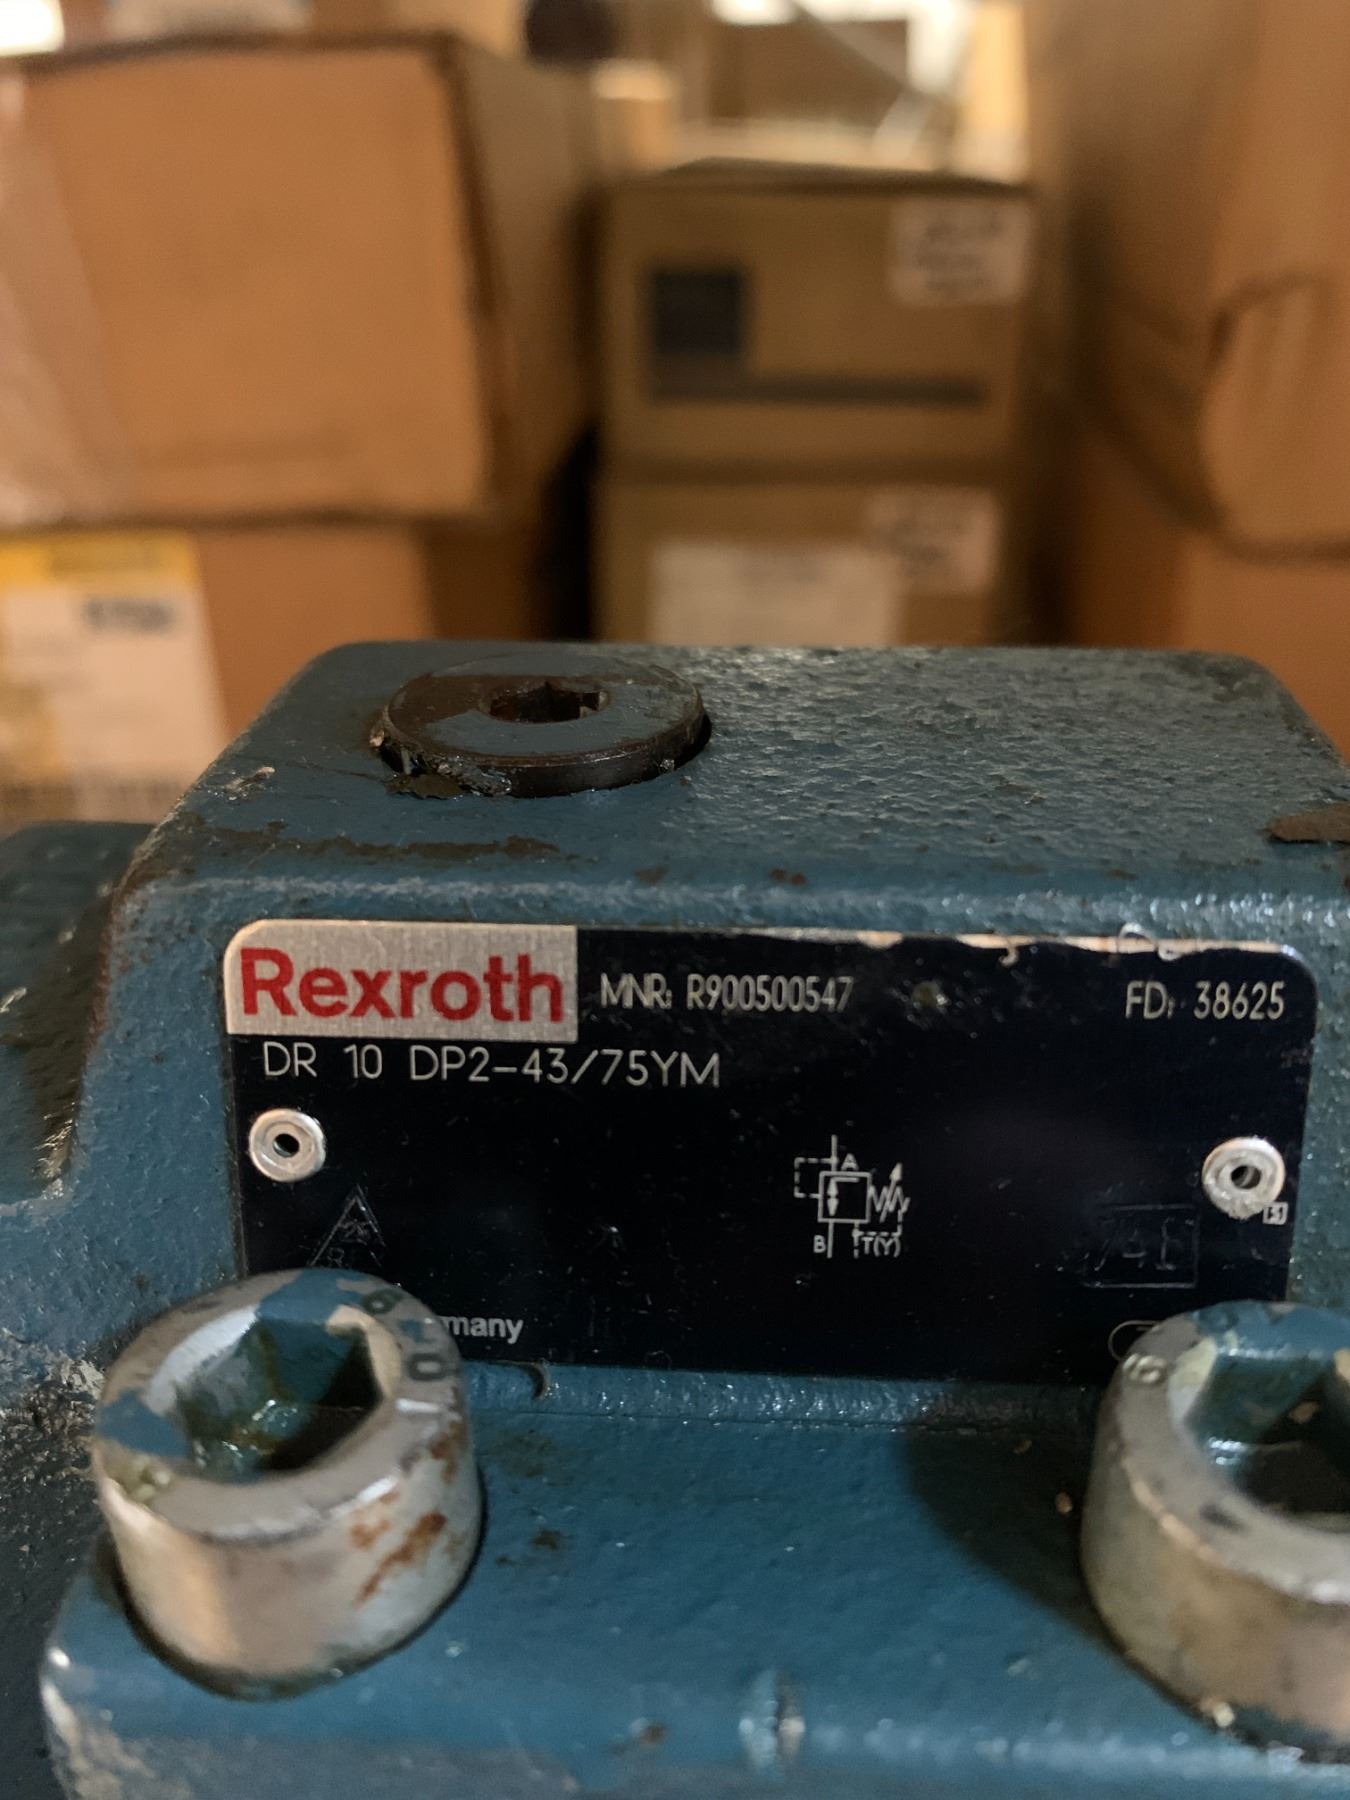 Rexroth MNR: R900500547 FD: 38625
DR 10 DP2-43/75YM
A
B T(Y)
many